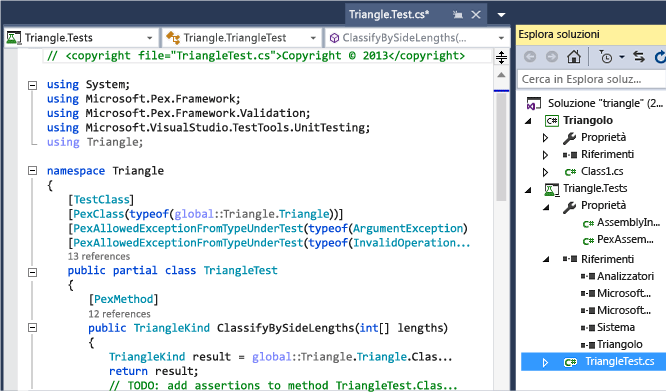 Triangle.Test.cs*
Triangle.Tests
Triangle.TriangleTest
ClassifyBySideLengths(...
// <copyright file="TriangleTest.cs">Copyright © 2013</copyright>
using System;
using Microsoft.Pex.Framework;
using Microsoft.Pex.Framework.Validation;
using Microsoft.VisualStudio.TestTools.UnitTesting;
using Triangle;
namespace Triangle
{
[TestClass]
[PexClass(typeof(global::Triangle.Triangle))]
[PexAllowedExceptionFromTypeUnderTest(typeof(ArgumentException)
[PexAllowedExceptionFromTypeUnderTest(typeof(InvalidOperation...
13 references
public partial class TriangleTest
{
[PexMethod]
12 references
public TriangleKind ClassifyBySideLengths(int[] lengths)
{
TriangleKind result = global::Triangle.Triangle.Clas...
return result;
// TODO: add assertions to method TriangleTest.Clas...
Esplora soluzioni
Cerca in Esplora soluz...
Soluzione "triangle" (2...
C# Triangolo
Proprietà
Riferimenti
C# Class1.cs
Triangle.Tests
Proprietà
C# AssemblyIn...
C# PexAssem...
Riferimenti
Analizzatori
Microsoft...
Microsoft...
Sistema
Triangolo
C# TriangleTest.cs